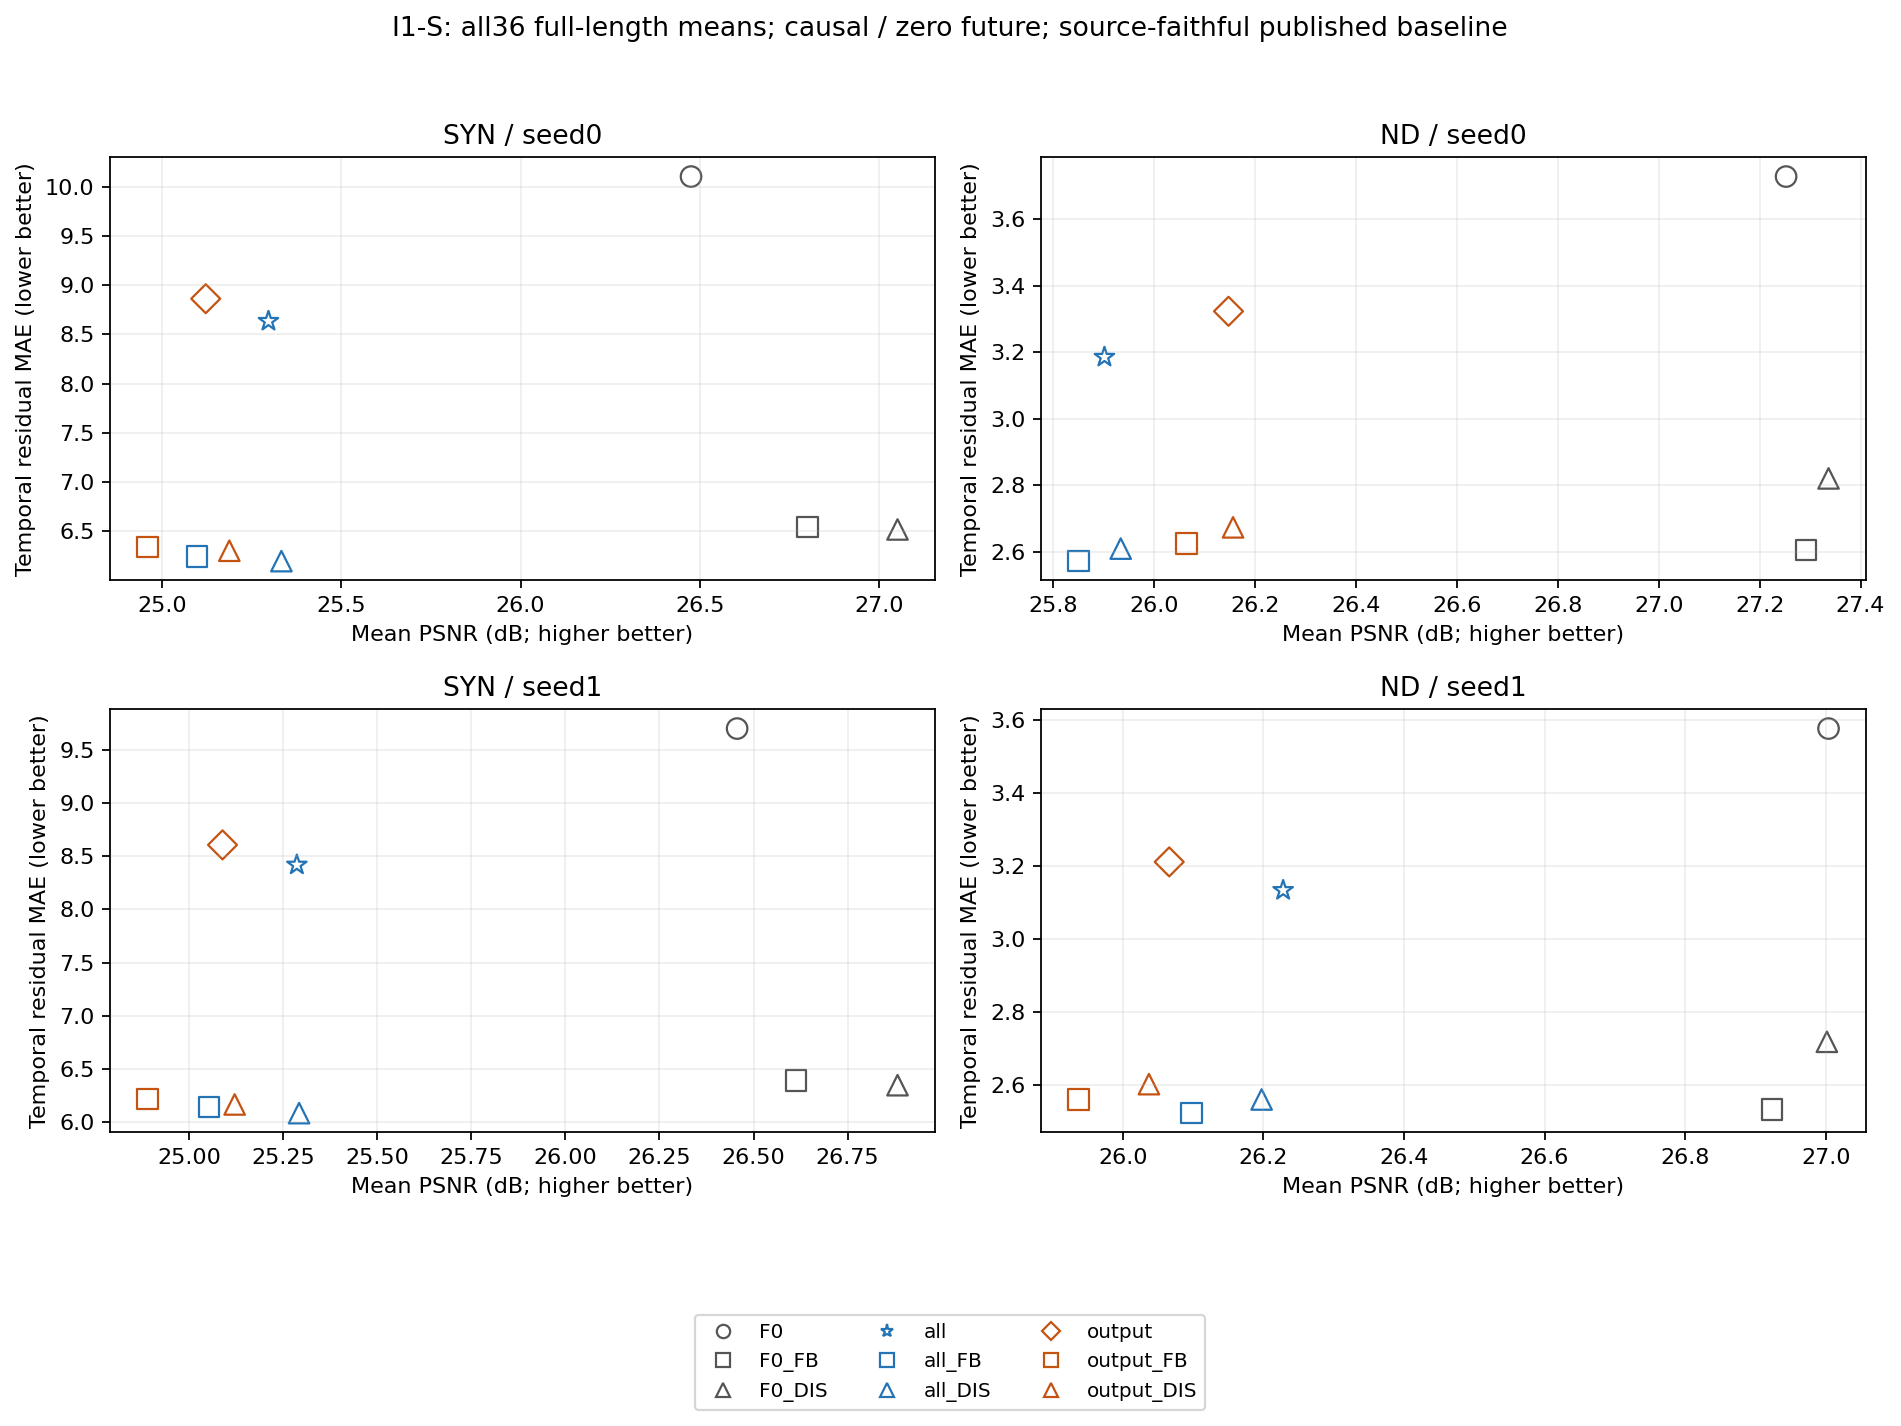 I1-S: all36 full-length means; causal / zero future; source-faithful published baseline
SYN / seed0
Temporal residual MAE (lower better)
10.0
9.5
9.0
8.5
8.0
7.5
7.0
6.5
25.0 25.5 26.0 26.5 27.0
Mean PSNR (dB; higher better)
ND / seed0
Temporal residual MAE (lower better)
3.6
3.4
3.2
3.0
2.8
2.6
25.8 26.0 26.2 26.4 26.6 26.8 27.0 27.2 27.4
Mean PSNR (dB; higher better)
SYN / seed1
Temporal residual MAE (lower better)
9.5
9.0
8.5
8.0
7.5
7.0
6.5
6.0
25.00 25.25 25.50 25.75 26.00 26.25 26.50 26.75
Mean PSNR (dB; higher better)
ND / seed1
Temporal residual MAE (lower better)
3.6
3.4
3.2
3.0
2.8
2.6
26.0 26.2 26.4 26.6 26.8 27.0
Mean PSNR (dB; higher better)
F0 all output
F0_FB all_FB output_FB
F0_DIS all_DIS output_DIS